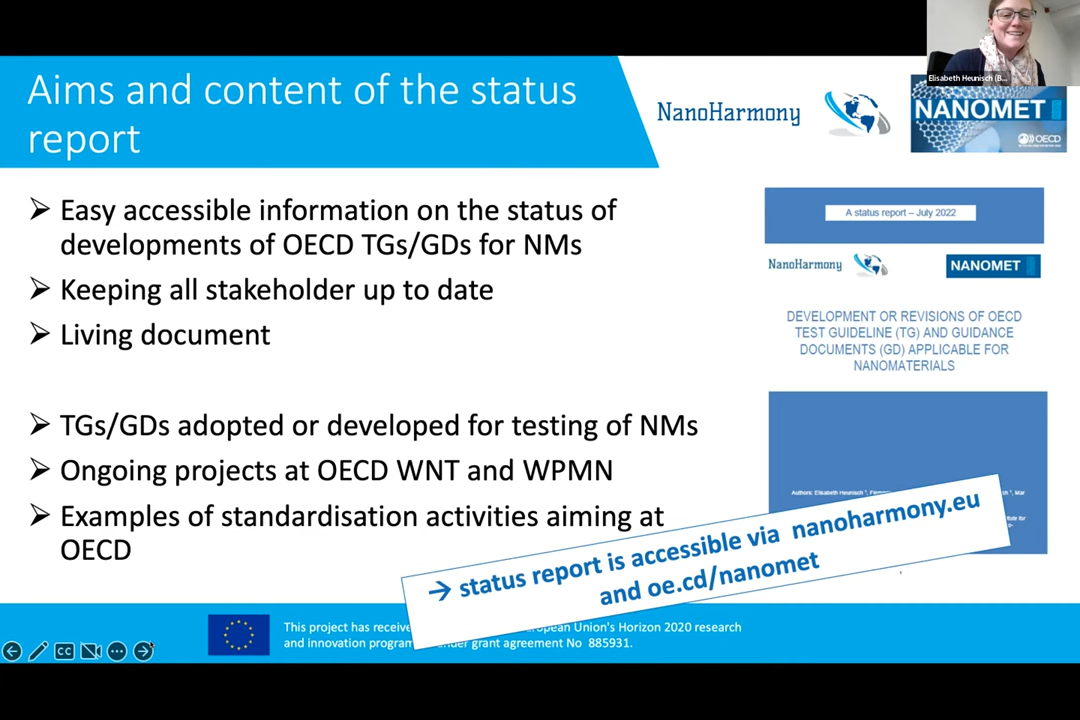 Elisabeth Heunisch (B...
Aims and content of the status
report
NanoHarmony
NANOMET
OECD
Easy accessible information on the status of
developments of OECD TGs/GDs for NMs
Keeping all stakeholder up to date
Living document
TGs/GDs adopted or developed for testing of NMs
Ongoing projects at OECD WNT and WPMN
Examples of standardisation activities aiming at
OECD
A status report – July 2022
NanoHarmony
NANOMET
DEVELOPMENT OR REVISIONS OF OECD
TEST GUIDELINE (TG) AND GUIDANCE
DOCUMENTS (GD) APPLICABLE FOR
NANOMATERIALS
Authors: Elisabeth Heunisch
→ status report is accessible via nanoharmony.eu
and oe.cd/nanomet
This project has receive Union's Horizon 2020 research
and innovation program under grant agreement No 885931.
CC